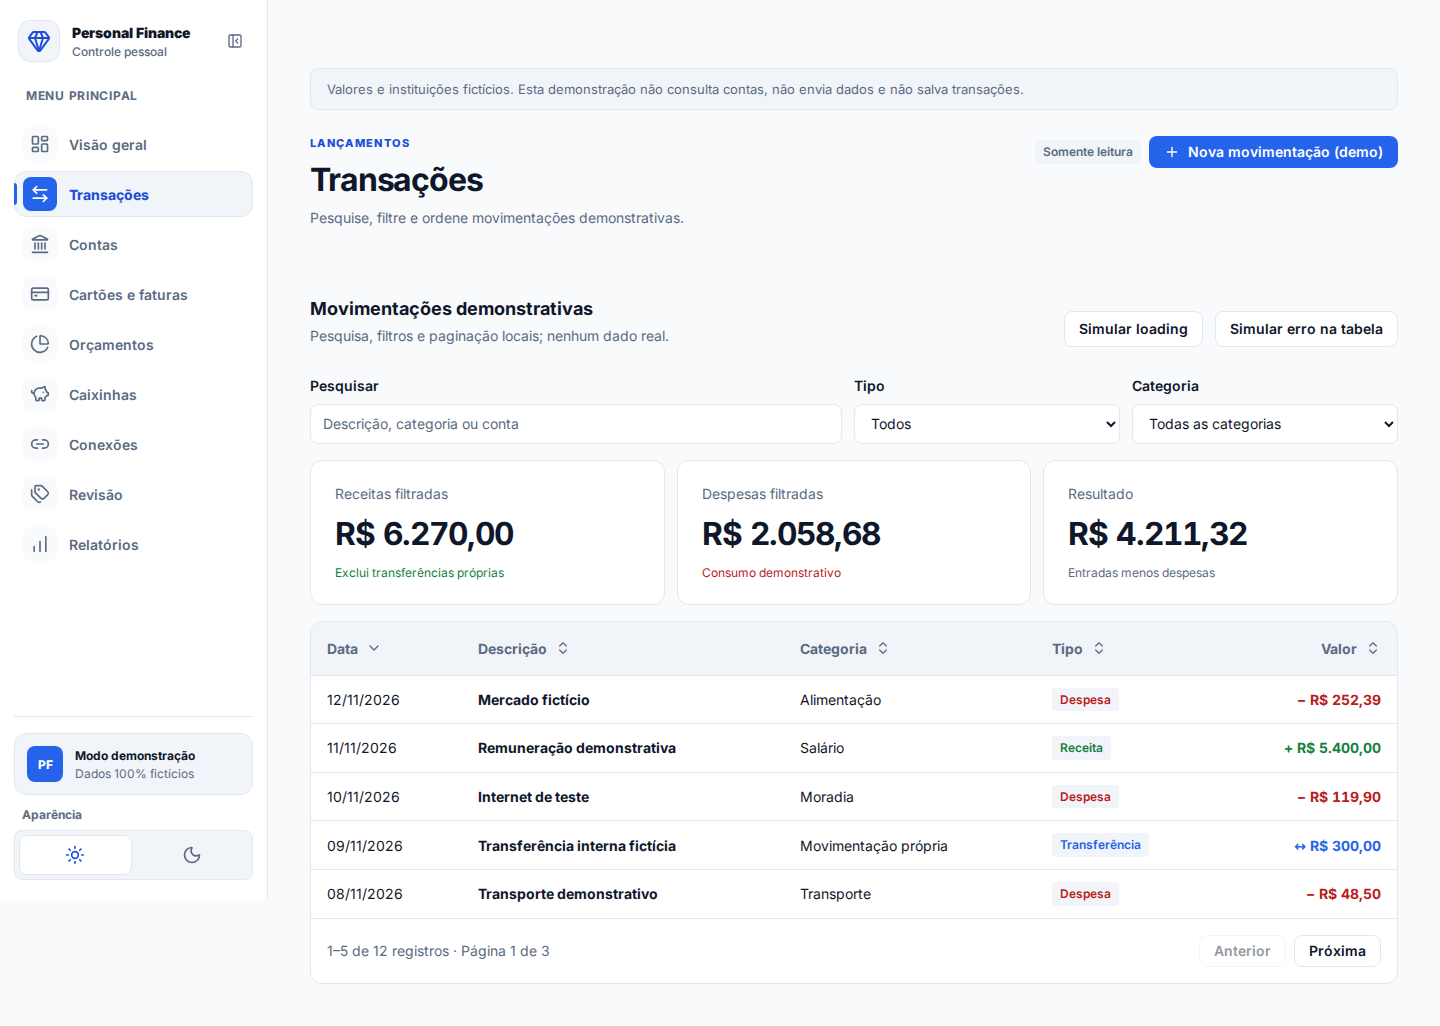 Personal Finance
Controle pessoal
MENU PRINCIPAL
Visão geral
Transações
Contas
Cartões e faturas
Orçamentos
Caixinhas
Conexões
Revisão
Relatórios
PF
Modo demonstração
Dados 100% fictícios
Aparência
Valores e instituições fictícios. Esta demonstração não consulta contas, não envia dados e não salva transações.
LANÇAMENTOS
Transações
Pesquise, filtre e ordene movimentações demonstrativas.
Somente leitura
Nova movimentação (demo)
Movimentações demonstrativas
Pesquisa, filtros e paginação locais; nenhum dado real.
Simular loading
Simular erro na tabela
Pesquisar Tipo Categoria
Descrição, categoria ou conta Todos Todas as categorias
Receitas filtradas
R$ 6.270,00
Exclui transferências próprias
Despesas filtradas
R$ 2.058,68
Consumo demonstrativo
Resultado
R$ 4.211,32
Entradas menos despesas
Data Descrição Categoria Tipo Valor
12/11/2026 Mercado fictício Alimentação Despesa − R$ 252,39
11/11/2026 Remuneração demonstrativa Salário Receita + R$ 5.400,00
10/11/2026 Internet de teste Moradia Despesa − R$ 119,90
09/11/2026 Transferência interna fictícia Movimentação própria Transferência ↔ R$ 300,00
08/11/2026 Transporte demonstrativo Transporte Despesa − R$ 48,50
1–5 de 12 registros · Página 1 de 3
Anterior
Próxima